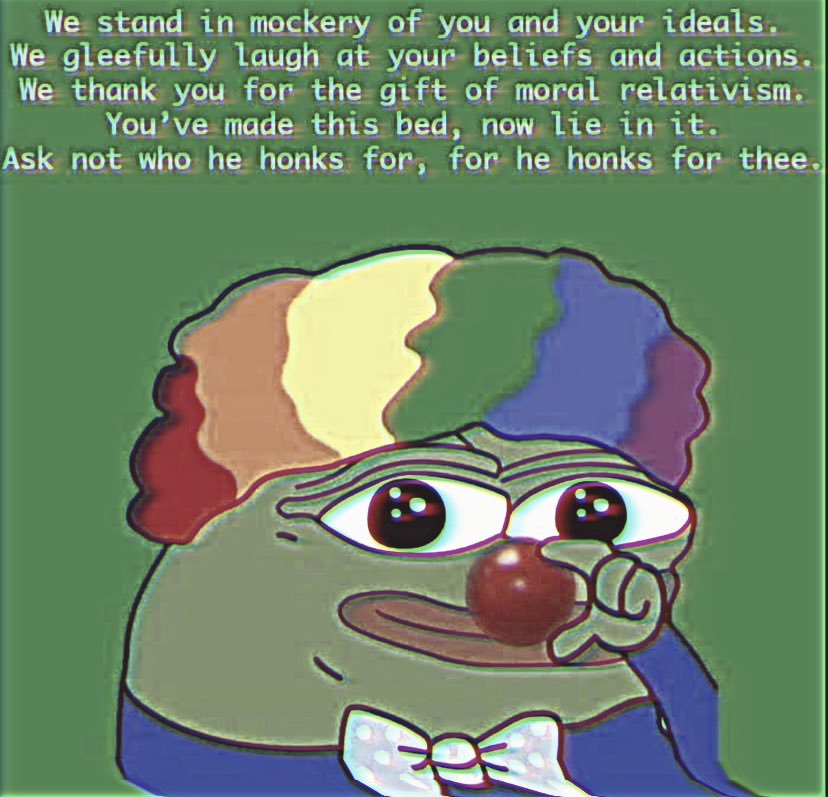 We stand in mockery of you and your ideals.
We gleefully laugh at your beliefs and actions.
We thank you for the gift of moral relativism.
You've made this bed, now lie in it.
Ask not who he honks for, for he honks for thee.